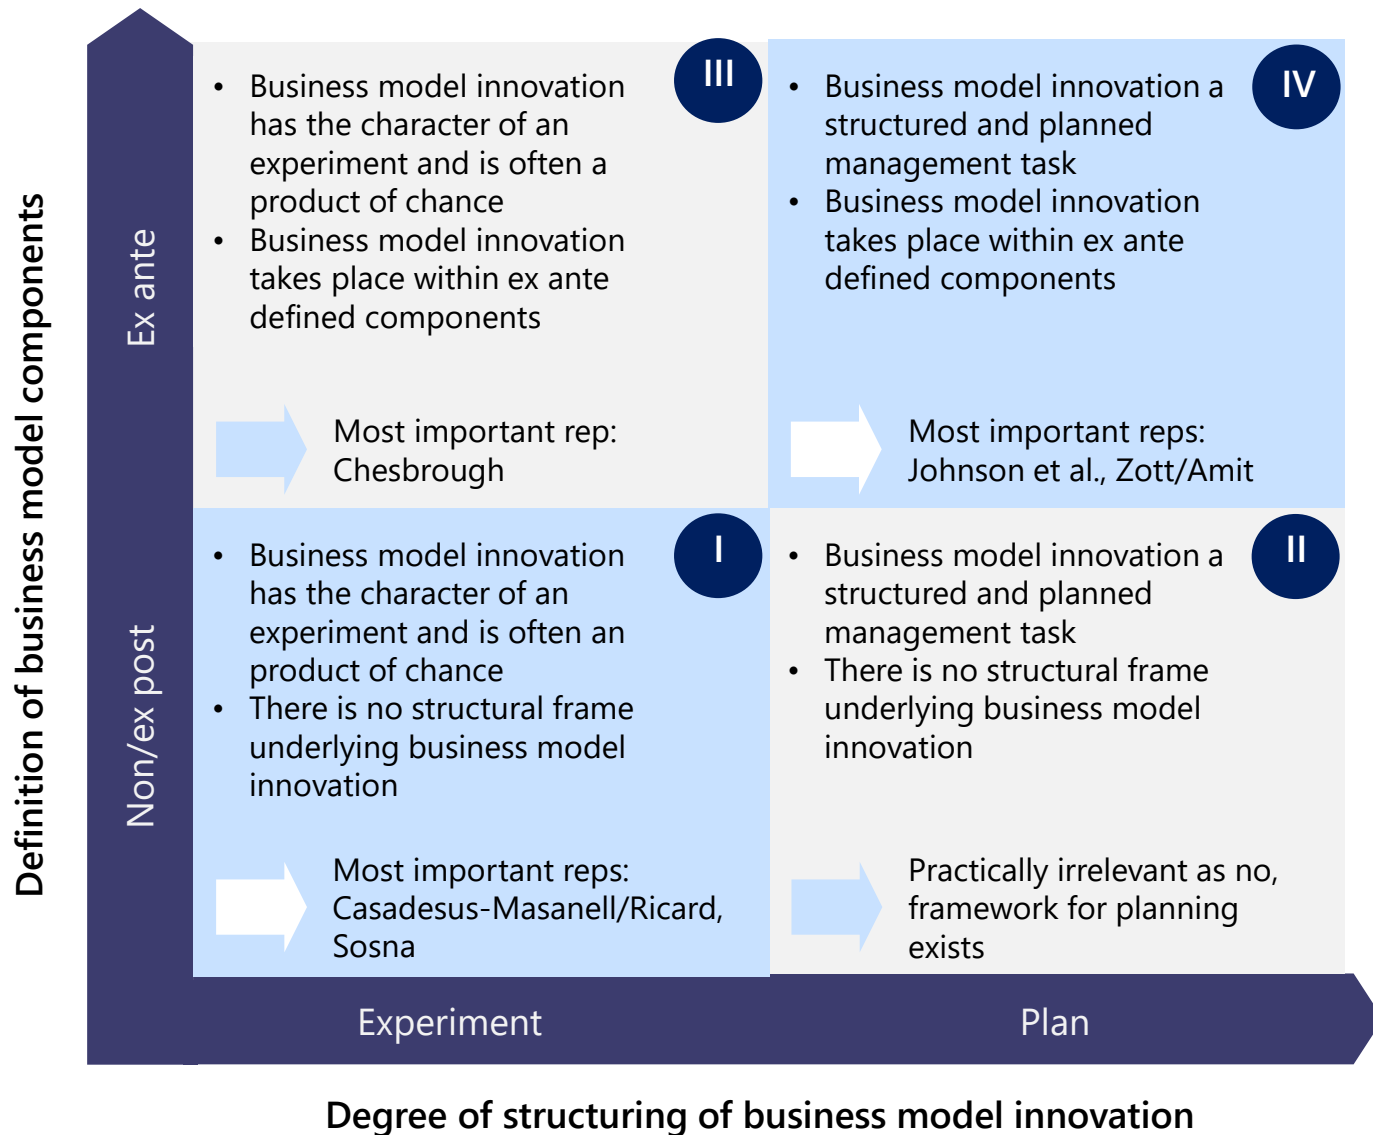 Definition of business model components
Ex ante
Non/ex post
III
• Business model innovation
has the character of an
experiment and is often a
product of chance
• Business model innovation
takes place within ex ante
defined components
Most important rep:
Chesbrough
IV
• Business model innovation a
structured and planned
management task
• Business model innovation
takes place within ex ante
defined components
Most important reps:
Johnson et al., Zott/Amit
I
• Business model innovation
has the character of an
experiment and is often an
product of chance
• There is no structural frame
underlying business model
innovation
Most important reps:
Casadesus-Masanell/Ricard,
Sosna
II
• Business model innovation a
structured and planned
management task
• There is no structural frame
underlying business model
innovation
Practically irrelevant as no,
framework for planning
exists
Experiment
Plan
Degree of structuring of business model innovation